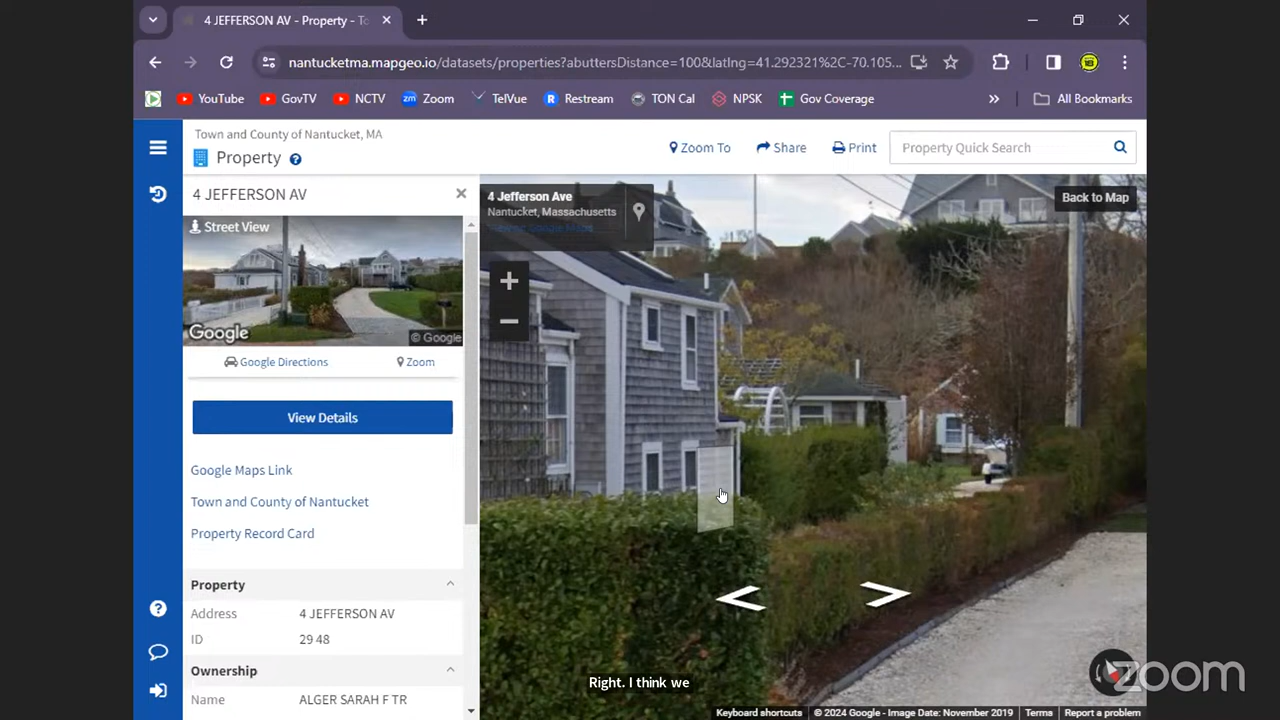 4 JEFFERSON AV - Property - To
nantucketma.mapgeo.io/datasets/properties?abuttersDistance=100&latlng=41.292321%2C-70.105...
YouTube
GovTV
NCTV
zm Zoom
TelVue
R Restream
TON Cal
NPSK
Gov Coverage
All Bookmarks
Town and County of Nantucket, MA
Property
Zoom To
Share
Print
Property Quick Search
4 JEFFERSON AV
Street View
Google
© Google
Google Directions
Zoom
View Details
Google Maps Link
Town and County of Nantucket
Property Record Card
Property
Address 4 JEFFERSON AV
ID 29 48
Ownership
Name ALGER SARAH F TR
4 Jefferson Ave
Nantucket, Massachusetts
View on Google Maps
Back to Map
Right. I think we
zoom
Keyboard shortcuts
© 2024 Google - Image Date: November 2019
Terms
Report a problem